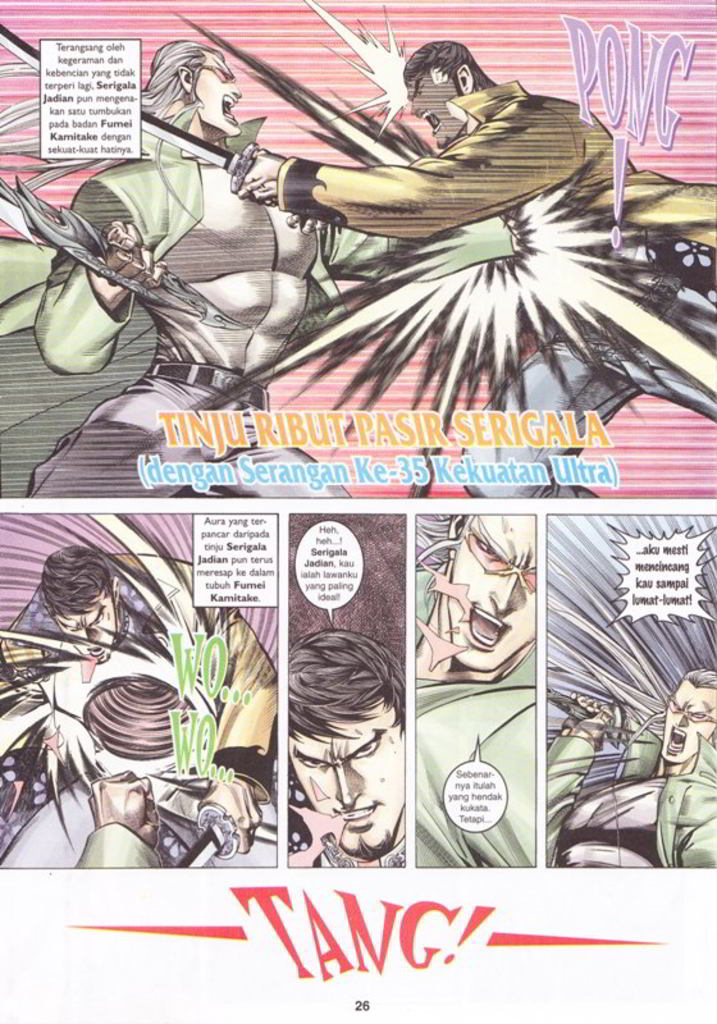 Terangsang oleh
kegeraman dan
kebencian yang tidak
terperi lagi, Serigala
Jadian pun mengena-
kan satu tumbukan
pada badan Fumei
Kamitake dengan
sekuat-kuat hatinya.
PONG
!
TINJU RIBUT PASIR SERIGALA
(dengan Serangan Ke-35 Kekuatan Ultra)
Aura yang ter-
pancar daripada
tinju Serigala
Jadian pun terus
meresap ke dalam
tubuh Fumei
Kamitake.
WO...
WO...
Heh,
heh...!
Serigala
Jadian, kau
ialah lawanku
yang paling
ideal!
Sebenar-
nya itulah
yang hendak
kukata.
Tetapi...
...aku mesti
mencincang
kau sampai
lumat-lumat!
TANG!
26